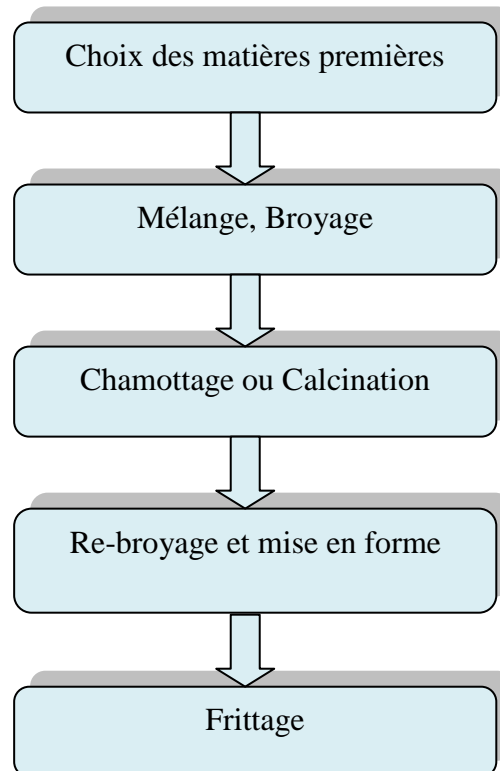 Choix des matières premières
Mélange, Broyage
Chamottage ou Calcination
Re-broyage et mise en forme
Frittage